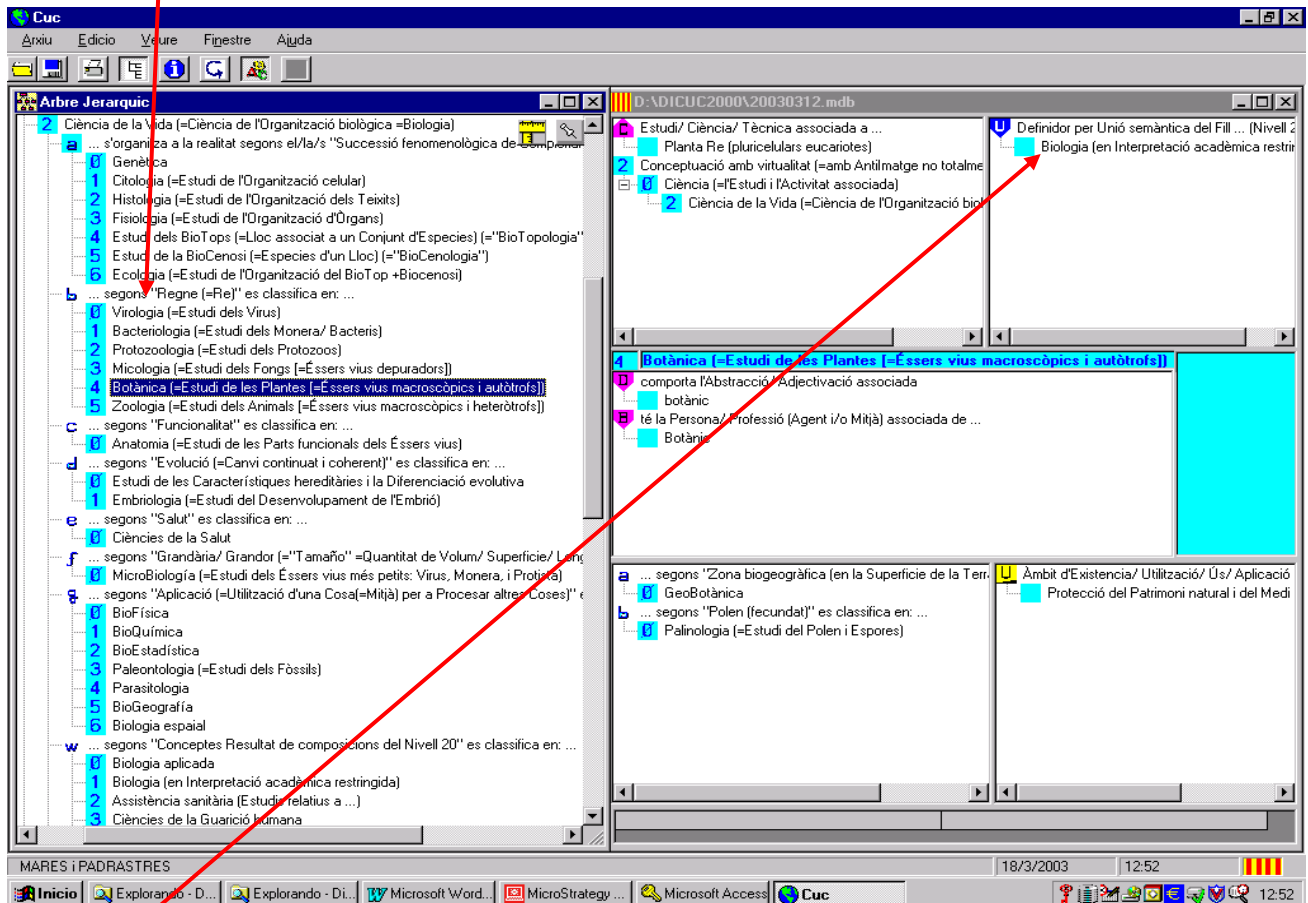 Cuc
Arxiu Edicio Veure Finestre Ajuda
Arbre Jerarquic
2 Ciència de la Vida (=Ciència de l'Organització biològica =Biologia)
a ... s'organitza a la realitat segons el/la/s "Successió fenomenològica de
0 Genètica
1 Citologia (=Estudi de l'Organització celular)
2 Histologia (=Estudi de l'Organització dels Teixits)
3 Fisiologia (=Estudi de l'Organització d'Òrgans)
4 Estudi dels BioTops (=Lloc associat a un Conjunt d'Especies) (="BioTopologia"
5 Estudi de la BioCenosi (=Especies d'un Lloc) (="BioCenologia")
6 Ecologia (=Estudi de l'Organització del BioTop +Biocenosi)
b ... segons "Regne (=Re)" es classifica en: ...
0 Virologia (=Estudi dels Virus)
1 Bacteriologia (=Estudi dels Monera/ Bacteris)
2 Protozoologia (=Estudi dels Protozoos)
3 Micologia (=Estudi dels Fongs [=Éssers vius depuradors])
4 Botànica (=Estudi de les Plantes [=Éssers vius macroscòpics i autòtrofs])
5 Zoologia (=Estudi dels Animals [=Éssers vius macroscòpics i heteròtrofs])
c ... segons "Funcionalitat" es classifica en: ...
0 Anatomia (=Estudi de les Parts funcionals dels Éssers vius)
d ... segons "Evolució (=Canvi continuat i coherent)" es classifica en: ...
0 Estudi de les Característiques hereditàries i la Diferenciació evolutiva
1 Embriologia (=Estudi del Desenvolupament de l'Embrió)
e ... segons "Salut" es classifica en: ...
0 Ciències de la Salut
f ... segons "Grandària/ Grandor (="Tamaño" =Quantitat de Volum/ Superfície/ Long
0 MicroBiología (=Estudi dels Éssers vius més petits: Virus, Monera, i Protista)
g ... segons "Aplicació (=Utilització d'una Cosa(=Mitjà) per a Procesar altres Coses)" e
0 BioFísica
1 BioQuímica
2 BioEstadística
3 Paleontologia (=Estudi dels Fòssils)
4 Parasitologia
5 BioGeografía
6 Biologia espaial
w ... segons "Conceptes Resultat de composicions del Nivell 20" es classifica en: ...
0 Biologia aplicada
1 Biologia (en Interpretació acadèmica restringida)
2 Assistència sanitària (Estudis relatius a ...)
3 Ciències de la Guarició humana
D:\DICUC2000\20030312.mdb
C Estudi/ Ciència/ Tècnica associada a ...
Planta Re (pluricelulars eucariotes)
2 Conceptuació amb virtualitat (=amb Antilmatge no totalme
0 Ciència (=l'Estudi i l'Activitat associada)
2 Ciència de la Vida (=Ciència de l'Organització biol
U Definidor per Unió semàntica del Fill ... (Nivell 2
Biologia (en Interpretació acadèmica restrin
4 Botànica (=Estudi de les Plantes [=Éssers vius macroscòpics i autòtrofs])
D comporta l'Abstracció/ Adjectivació associada
botànic
B té la Persona/ Professió (Agent i/o Mitjà) associada de ...
Botànic
a ... segons "Zona biogeogràfica (en la Superficie de la Terr
0 GeoBotànica
b ... segons "Polen (fecundat)" es classifica en: ...
0 Palinologia (=Estudi del Polen i Espores)
U Àmbit d'Existencia/ Utilització/ Ús/ Aplicació
Protecció del Patrimoni natural i del Medi
MARES i PADRASTRES 18/3/2003 12:52
Inicio Explorando - D... Explorando - Di... Microsoft Word... MicroStrategy ... Microsoft Access Cuc 12:52